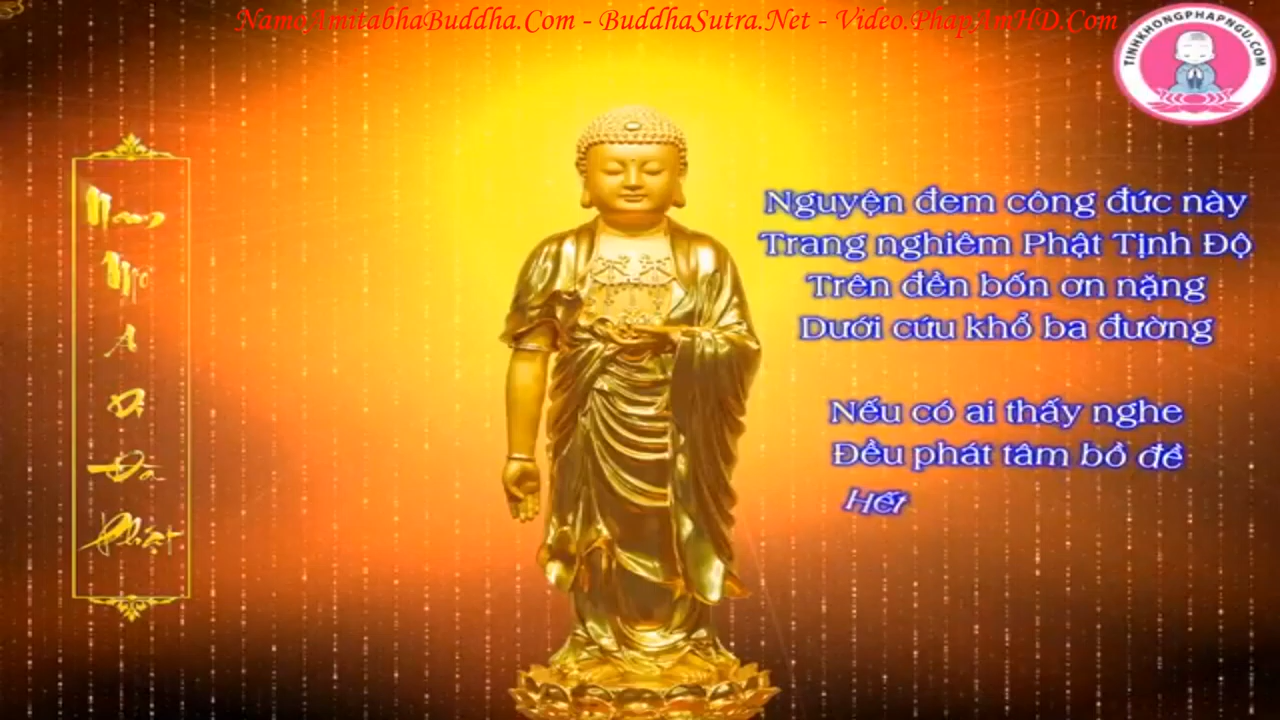 NamoAmitabhaBuddha.Com - BuddhaSutra.Net - Video.PhapAmHD.Com
TINHKHONGPHAPNGU.COM
Nam
Mô
A
Di
Đà
Phật
Nguyện đem công đức này
Trang nghiêm Phật Tịnh Độ
Trên đền bốn ơn nặng
Dưới cứu khổ ba đường
Nếu có ai thấy nghe
Đều phát tâm bồ đề
Hết